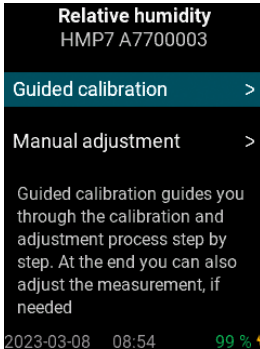 Relative humidity
HMP7 A7700003
Guided calibration >
Manual adjustment >
Guided calibration guides you
through the calibration and
adjustment process step by
step. At the end you can also
adjust the measurement, if
needed
2023-03-08 08:54 99 %